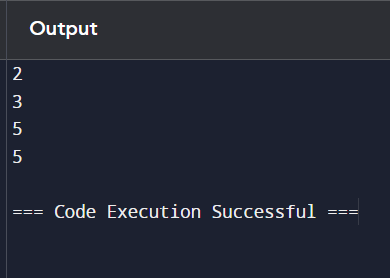 Output
2
3
5
5
=== Code Execution Successful ===